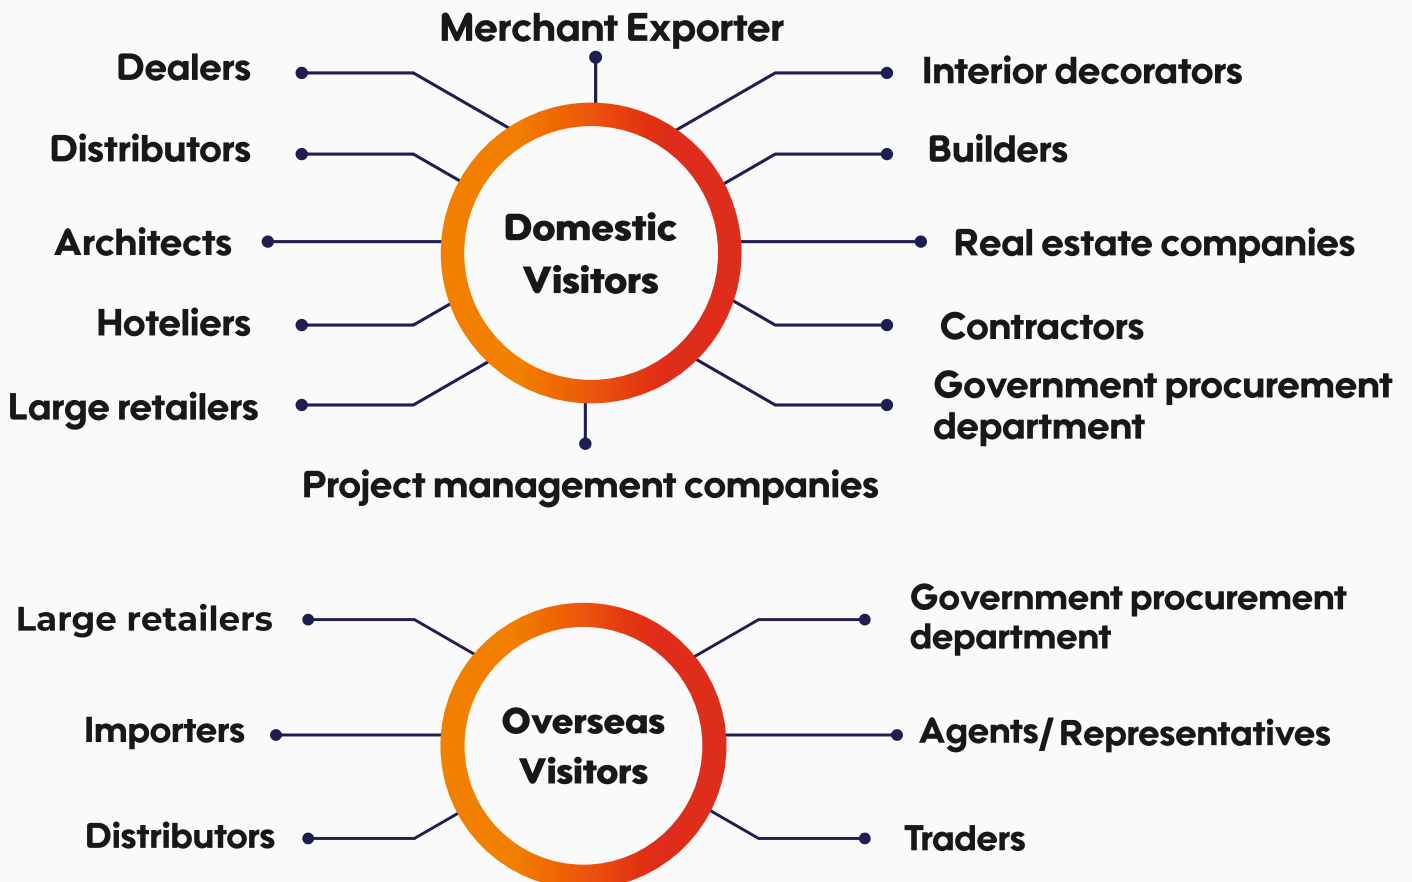 Merchant Exporter
Dealers
Interior decorators
Distributors
Builders
Domestic
Visitors
Architects
Real estate companies
Hoteliers
Contractors
Large retailers
Government procurement
department
Project management companies
Large retailers
Government procurement
department
Overseas
Visitors
Importers
Agents/Representatives
Distributors
Traders